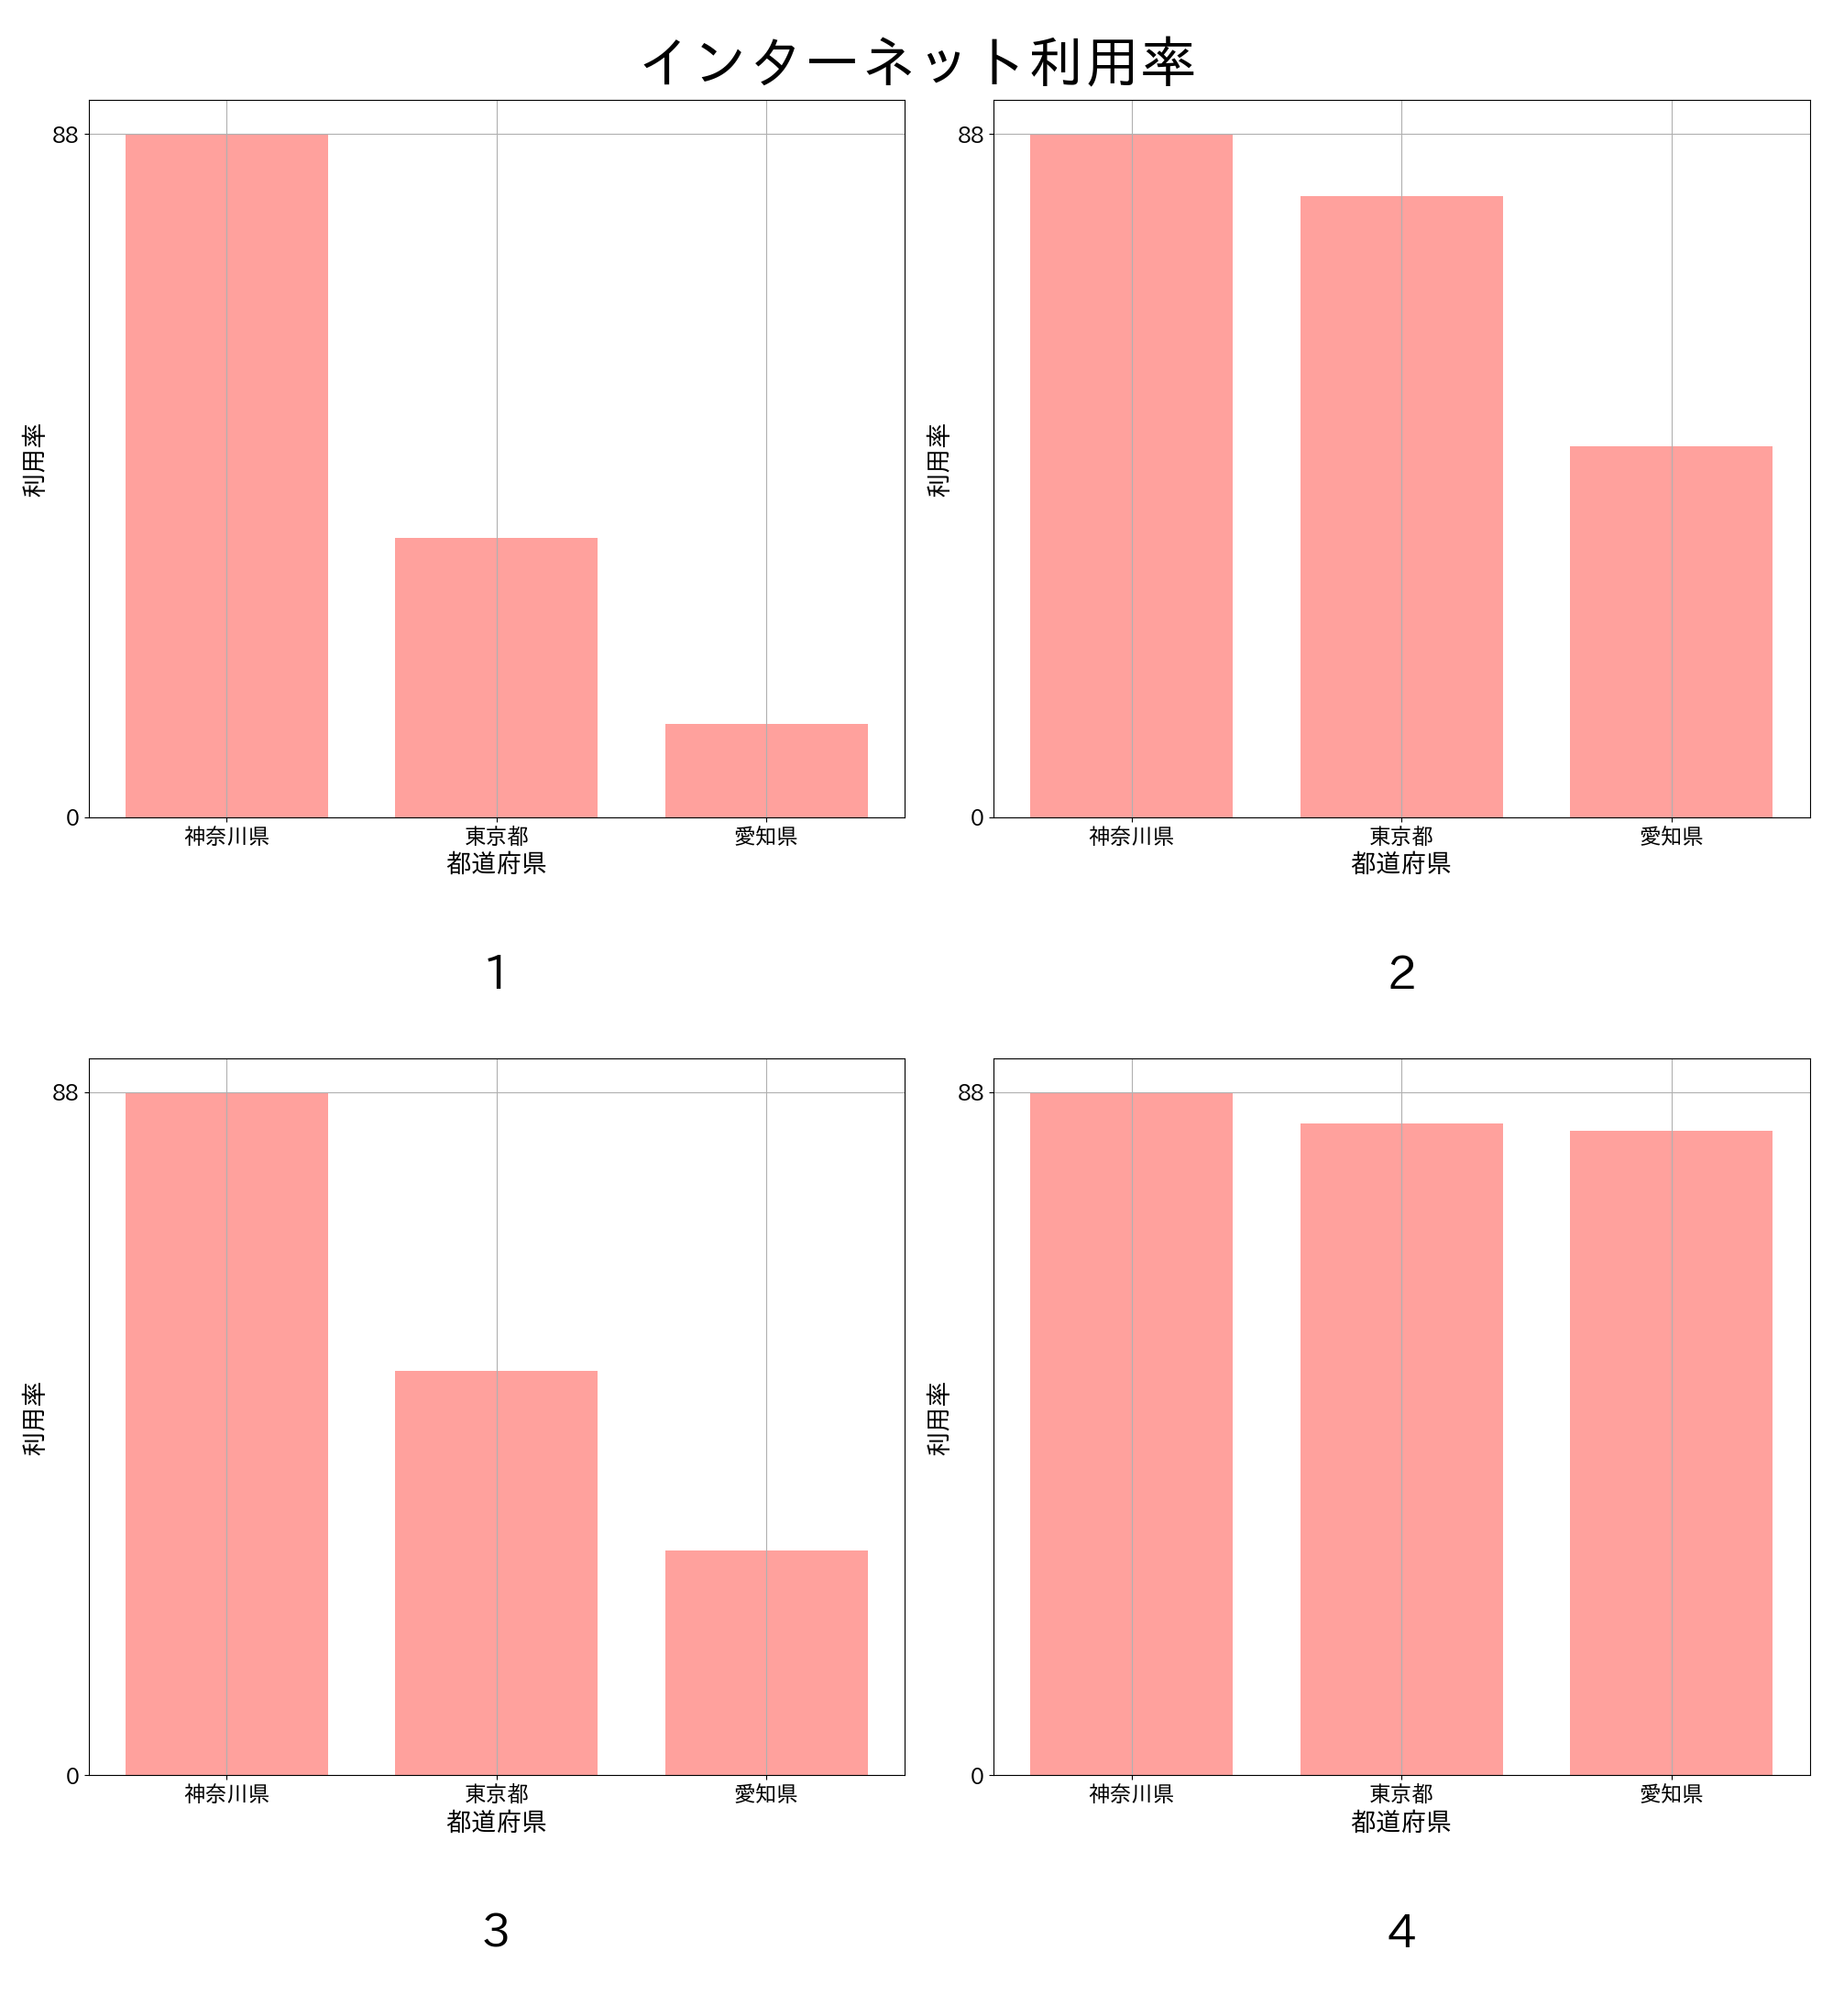 インターネット利用率
88
0
利用率
神奈川県 東京都 愛知県
都道府県
1
88
0
利用率
神奈川県 東京都 愛知県
都道府県
2
88
0
利用率
神奈川県 東京都 愛知県
都道府県
3
88
0
利用率
神奈川県 東京都 愛知県
都道府県
4